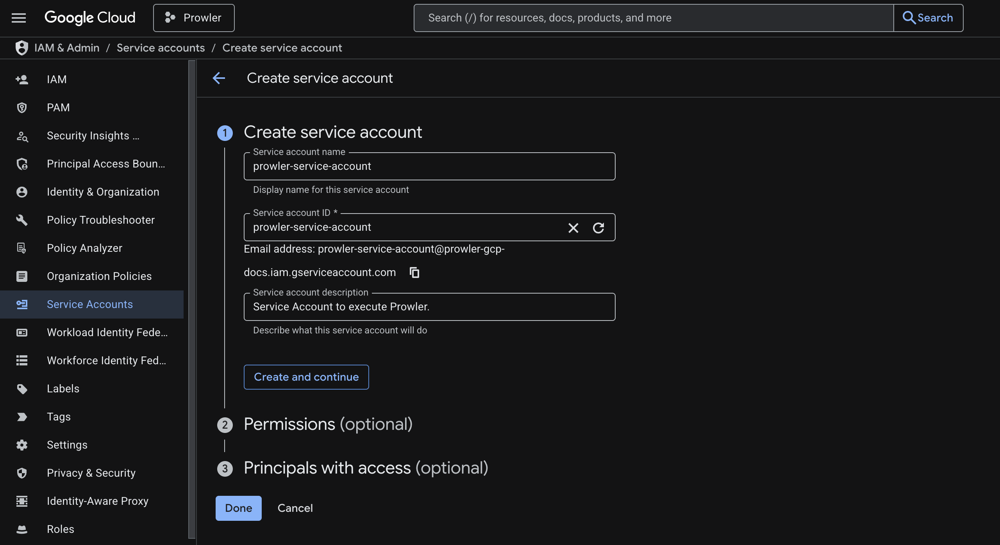 Google Cloud
Prowler
Search (/) for resources, docs, products, and more
Search
IAM & Admin / Service accounts / Create service account
IAM
PAM
Security Insights ...
Principal Access Boun...
Identity & Organization
Policy Troubleshooter
Policy Analyzer
Organization Policies
Service Accounts
Workload Identity Fede...
Workforce Identity Fed...
Labels
Tags
Settings
Privacy & Security
Identity-Aware Proxy
Roles
Create service account
1 Create service account
Service account name
prowler-service-account
Display name for this service account
Service account ID *
prowler-service-account
Email address: prowler-service-account@prowler-gcp-
docs.iam.gserviceaccount.com
Service account description
Service Account to execute Prowler.
Describe what this service account will do
Create and continue
2 Permissions (optional)
3 Principals with access (optional)
Done
Cancel